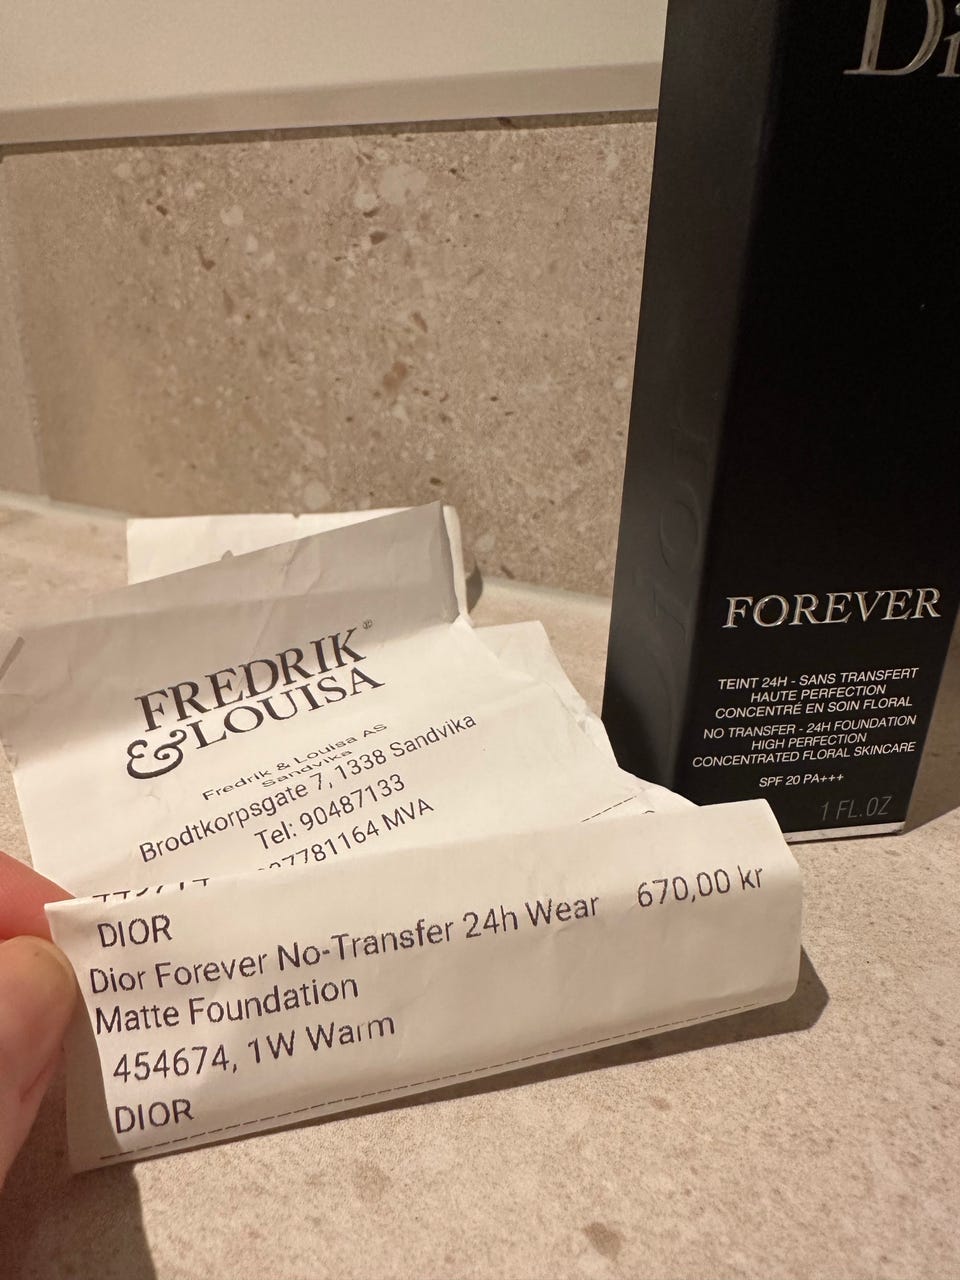 FREDRIK®
&LOUISA
Fredrik & Louisa AS
Sandvika
Brodtkorpsgate 7, 1338 Sandvika
Tel: 90487133
MVA
DIOR
Dior Forever No-Transfer 24h Wear 670,00 kr
Matte Foundation
454674, 1W Warm
DIOR
FOREVER
TEINT 24H - SANS TRANSFERT
HAUTE PERFECTION
CONCENTRÉ EN SOIN FLORAL
NO TRANSFER - 24H FOUNDATION
HIGH PERFECTION
CONCENTRATED FLORAL SKINCARE
SPF 20 PA+++
1 FL.OZ